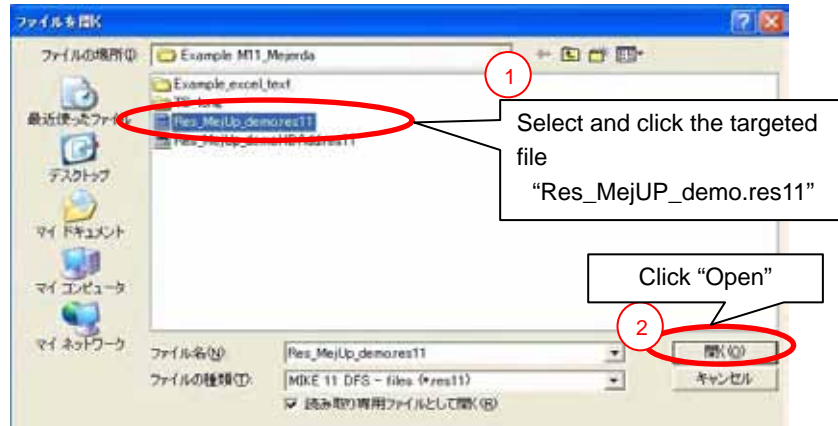 ファイルを開く
ファイルの場所(I): Example M11_Mejerda
1
Example_excel_text
Res_MejUp_demo.res11
Select and click the targeted
file
“Res_MejUP_demo.res11”
最近使ったファイル
デスクトップ
マイ ドキュメント
マイ コンピュータ
マイ ネットワーク
Click “Open”
2
ファイル名(N): Res_MejUp_demo.res11 開く(O)
ファイルの種類(T): MIKE 11 DFS - files (*.res11) キャンセル
読み取り専用ファイルとして開く(R)